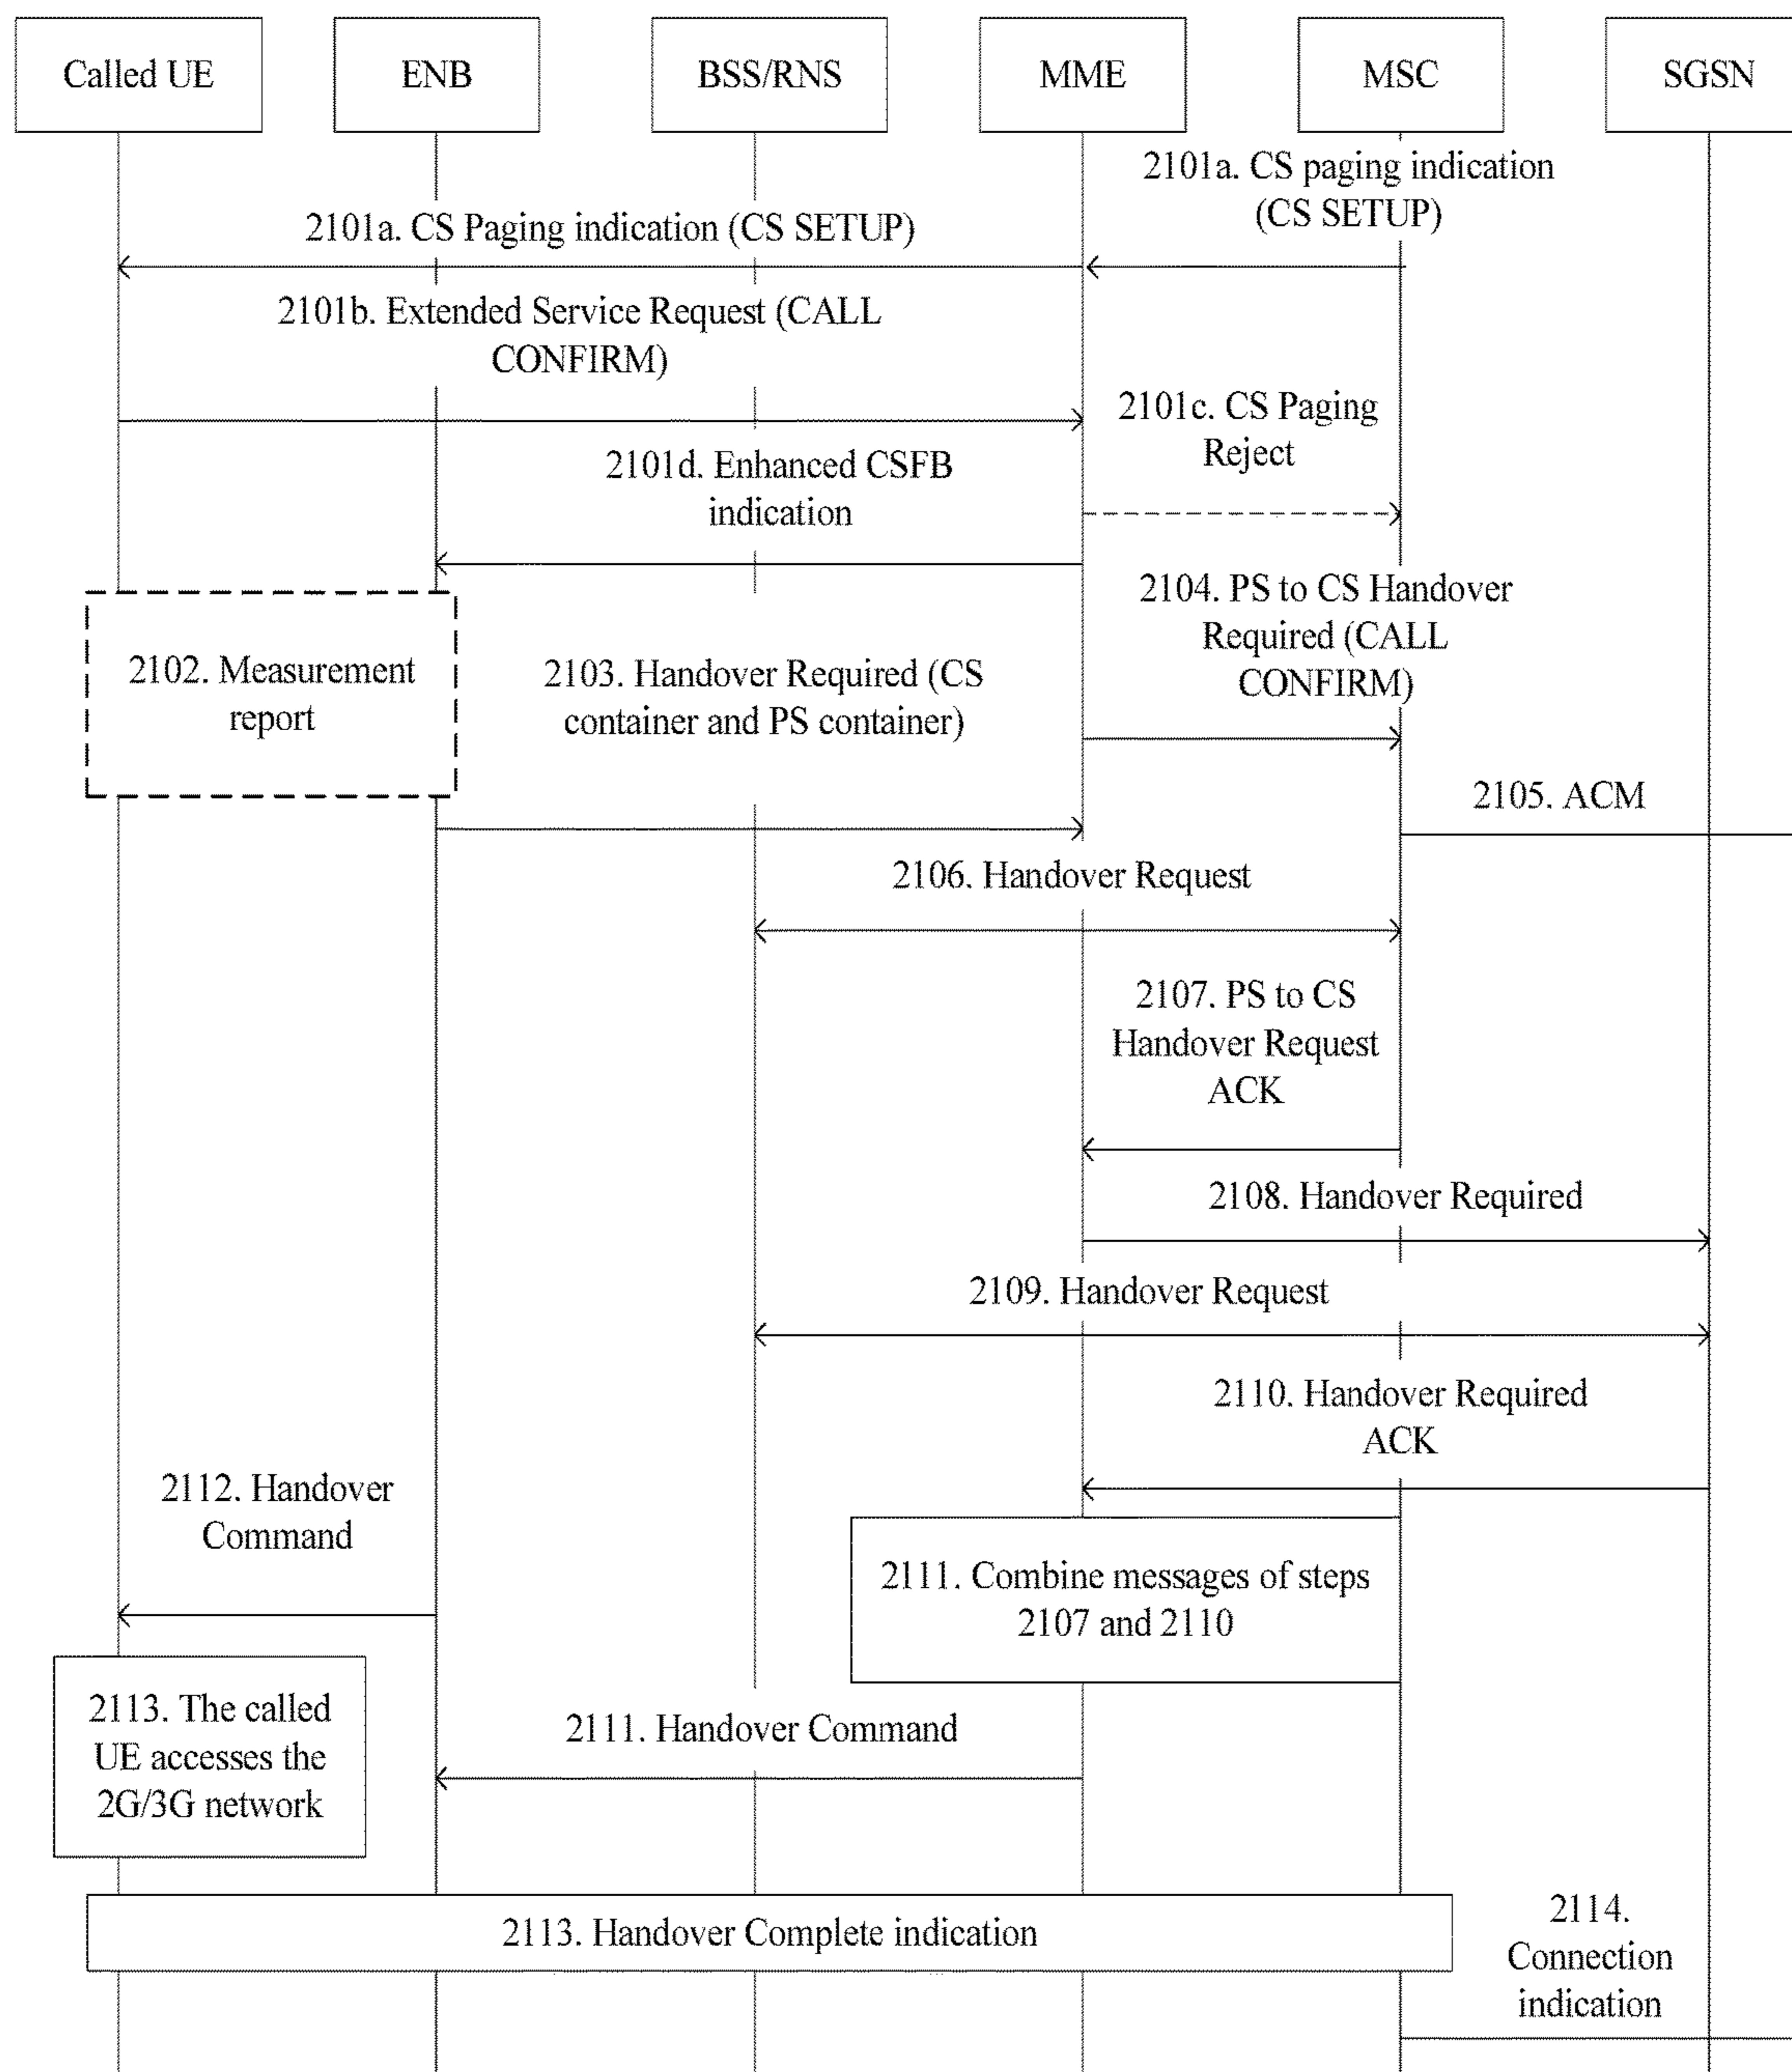 Called UE
ENB
BSS/RNS
MME
MSC
SGSN
2101a. CS paging indication
(CS SETUP)
2101a. CS Paging indication (CS SETUP)
2101b. Extended Service Request (CALL
CONFIRM)
2101c. CS Paging
Reject
2101d. Enhanced CSFB
indication
2104. PS to CS Handover
Required (CALL
CONFIRM)
2102. Measurement
report
2103. Handover Required (CS
container and PS container)
2105. ACM
2106. Handover Request
2107. PS to CS
Handover Request
ACK
2108. Handover Required
2109. Handover Request
2110. Handover Required
ACK
2112. Handover
Command
2111. Combine messages of steps
2107 and 2110
2113. The called
UE accesses the
2G/3G network
2111. Handover Command
2113. Handover Complete indication
2114.
Connection
indication